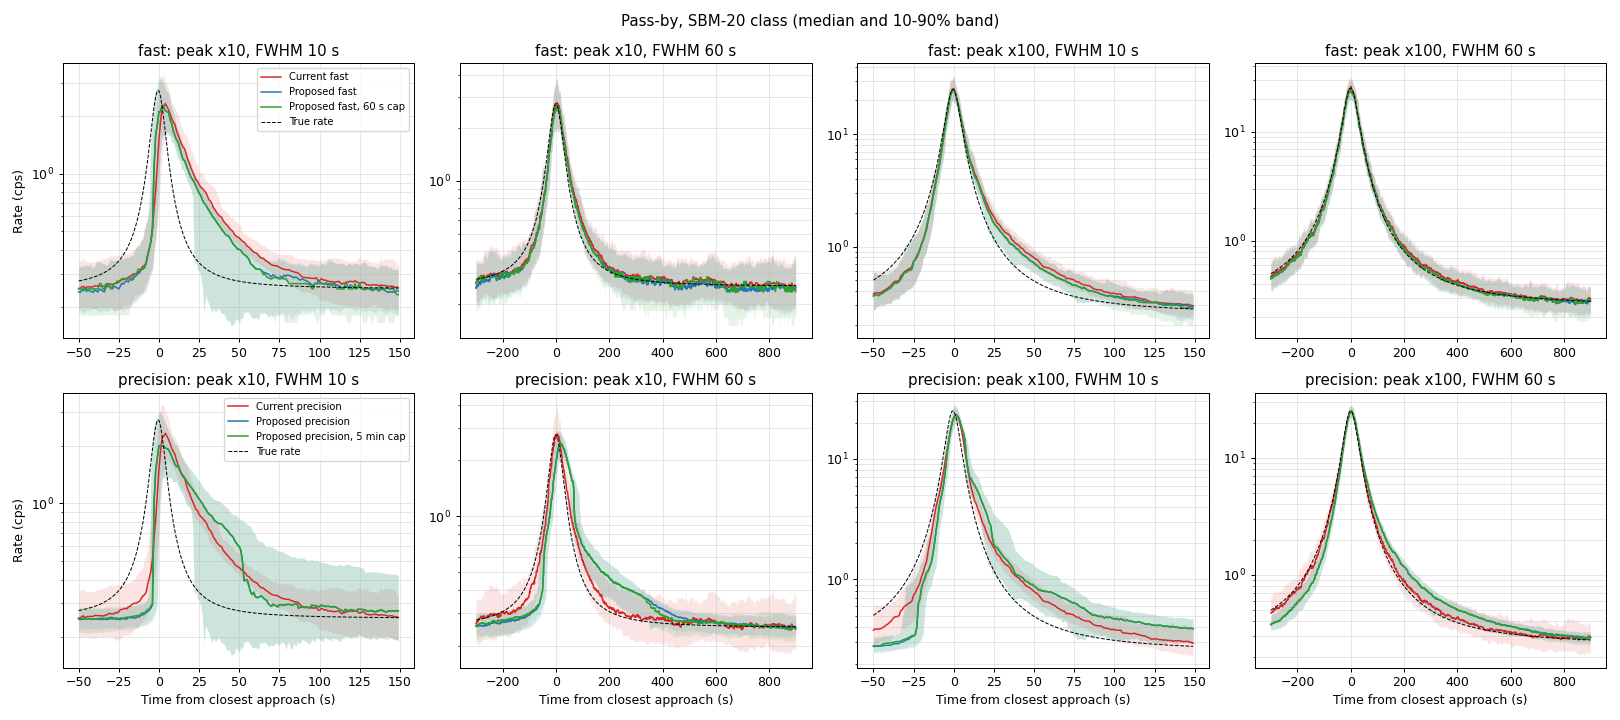 Pass-by, SBM-20 class (median and 10-90% band)
fast: peak x10, FWHM 10 s
fast: peak x10, FWHM 60 s
fast: peak x100, FWHM 10 s
fast: peak x100, FWHM 60 s
Current fast
Proposed fast
Proposed fast, 60 s cap
True rate
Rate (cps)
10⁰
10⁰
10¹
10⁰
10¹
10⁰
−50 −25 0 25 50 75 100 125 150
−200 0 200 400 600 800
−50 −25 0 25 50 75 100 125 150
−200 0 200 400 600 800
precision: peak x10, FWHM 10 s
precision: peak x10, FWHM 60 s
precision: peak x100, FWHM 10 s
precision: peak x100, FWHM 60 s
Current precision
Proposed precision
Proposed precision, 5 min cap
True rate
Rate (cps)
10⁰
10⁰
10¹
10⁰
10¹
10⁰
−50 −25 0 25 50 75 100 125 150
−200 0 200 400 600 800
−50 −25 0 25 50 75 100 125 150
−200 0 200 400 600 800
Time from closest approach (s)
Time from closest approach (s)
Time from closest approach (s)
Time from closest approach (s)